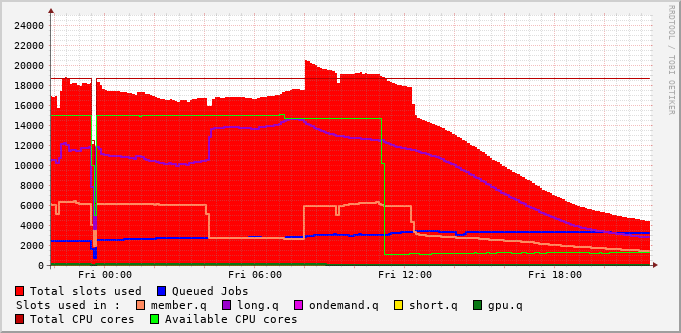 24000
22000
20000
18000
16000
14000
12000
10000
8000
6000
4000
2000
0
Fri 00:00 Fri 06:00 Fri 12:00 Fri 18:00
RRDTOOL / TOBI OETIKER
Total slots used Queued Jobs
Slots used in : member.q long.q ondemand.q short.q gpu.q
Total CPU cores Available CPU cores